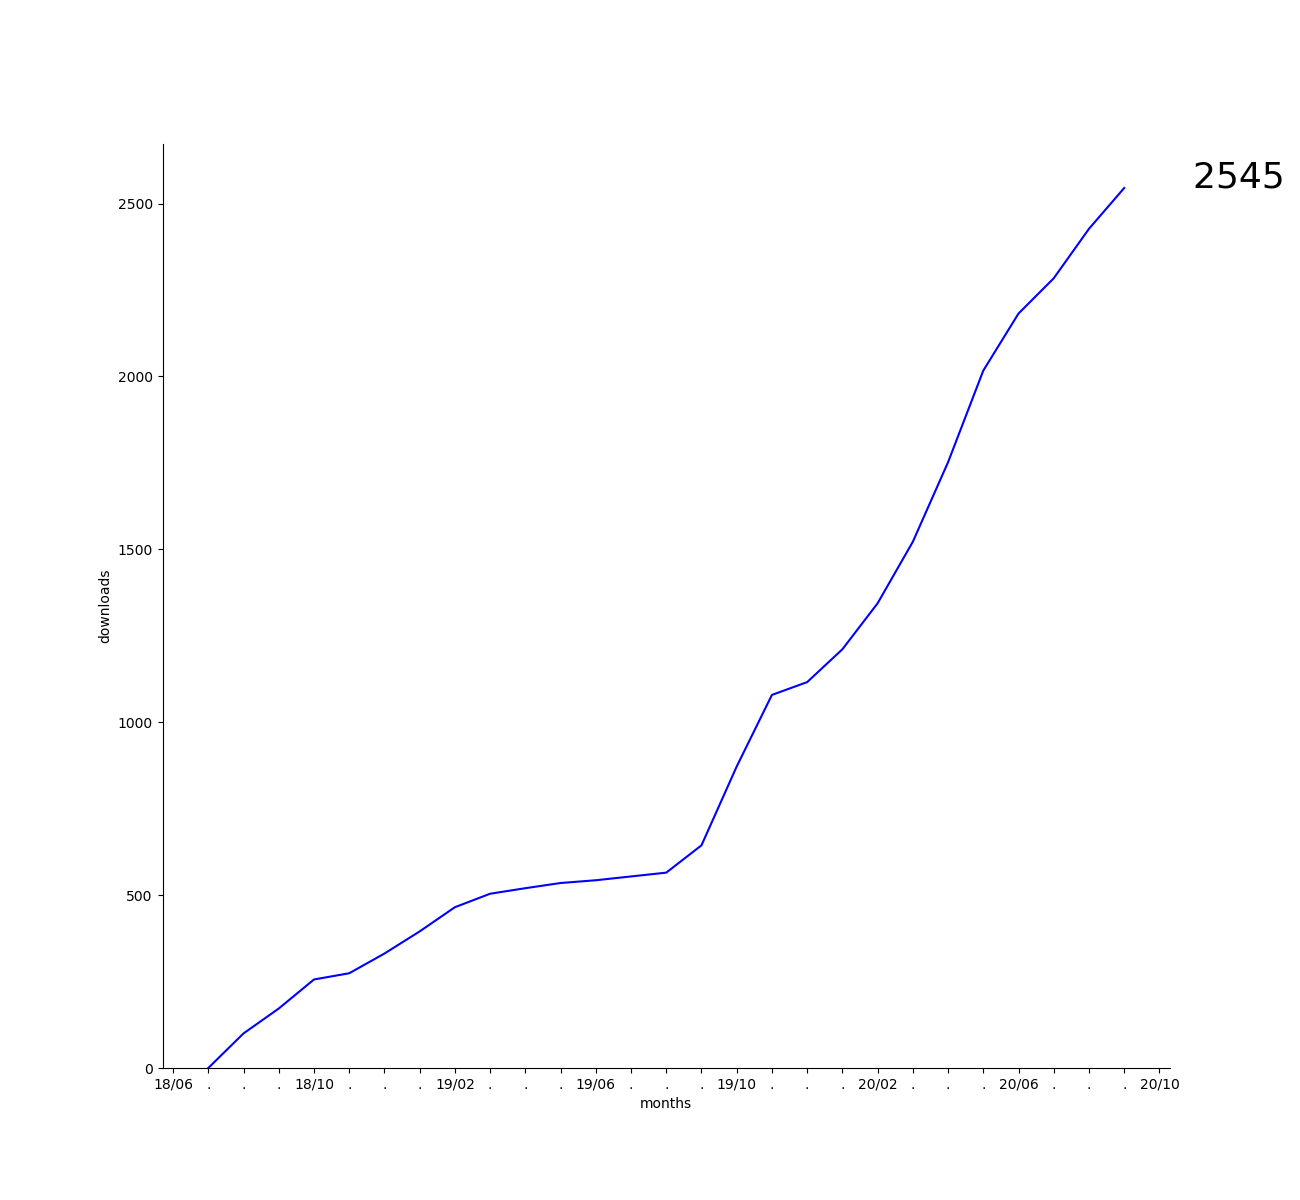 2545
2500
2000
1500
1000
500
0
downloads
18/06 . . . 18/10 . . . 19/02 . . . 19/06 . . . 19/10 . . . 20/02 . . . 20/06 . . . 20/10
months